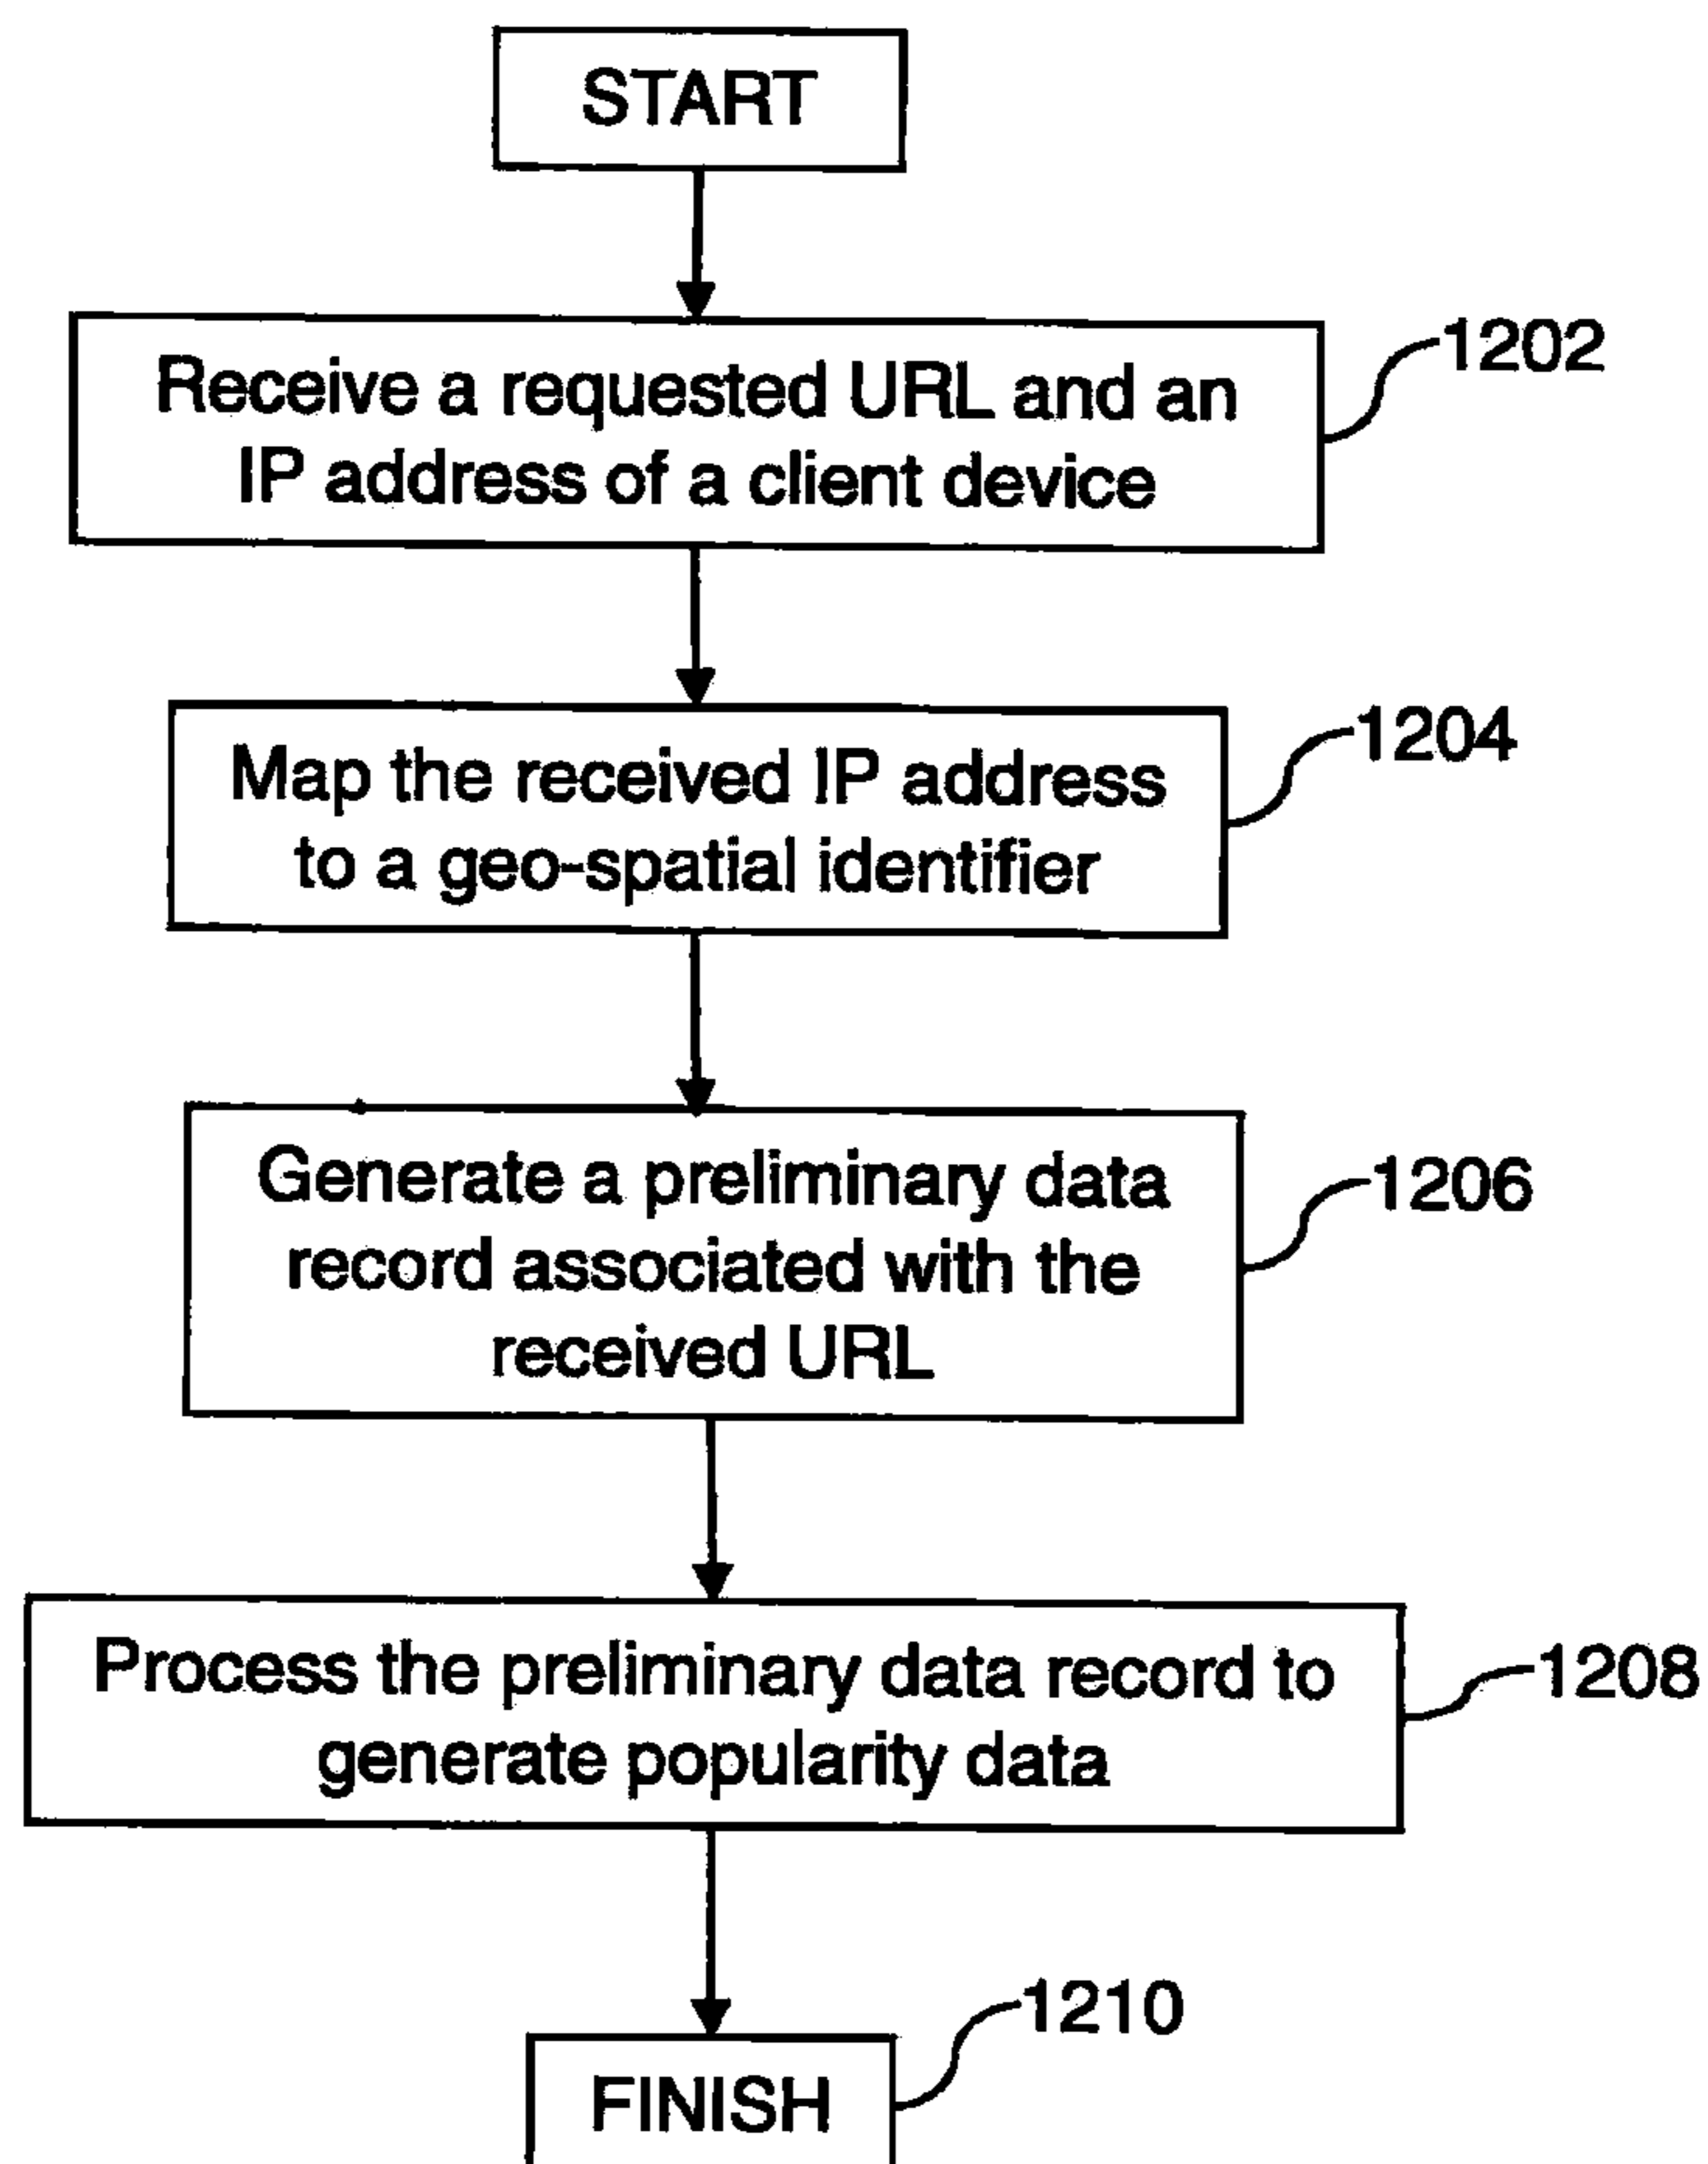 START
1202
Receive a requested URL and an
IP address of a client device
1204
Map the received IP address
to a geo-spatial identifier
1206
Generate a preliminary data
record associated with the
received URL
1208
Process the preliminary data record to
generate popularity data
1210
FINISH